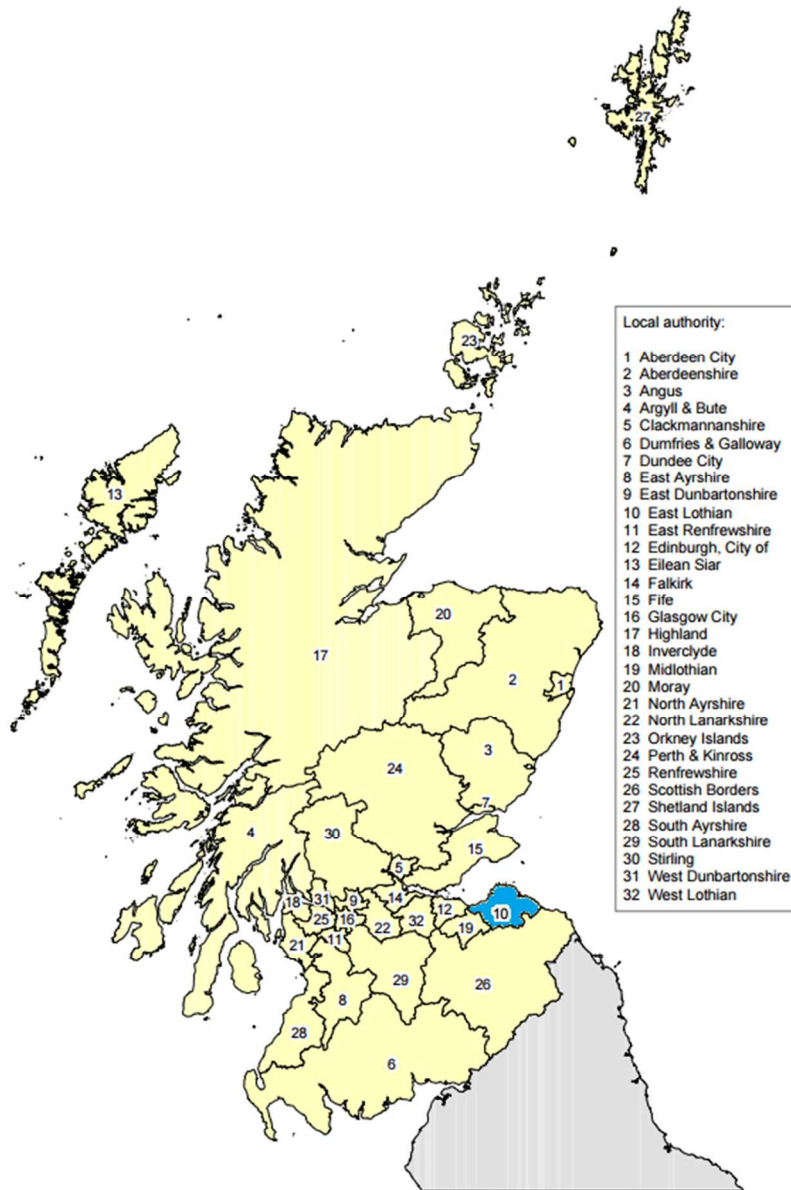 27
23
Local authority:
1 Aberdeen City
2 Aberdeenshire
3 Angus
4 Argyll & Bute
5 Clackmannanshire
6 Dumfries & Galloway
7 Dundee City
8 East Ayrshire
9 East Dunbartonshire
10 East Lothian
11 East Renfrewshire
12 Edinburgh, City of
13 Eilean Siar
14 Falkirk
15 Fife
16 Glasgow City
17 Highland
18 Inverclyde
19 Midlothian
20 Moray
21 North Ayrshire
22 North Lanarkshire
23 Orkney Islands
24 Perth & Kinross
25 Renfrewshire
26 Scottish Borders
27 Shetland Islands
28 South Ayrshire
29 South Lanarkshire
30 Stirling
31 West Dunbartonshire
32 West Lothian
13
20
17
2
1
3
24
7
4
30
15
5
18
31
9
14
12
10
25
16
22
32
19
21
11
29
26
8
28
6